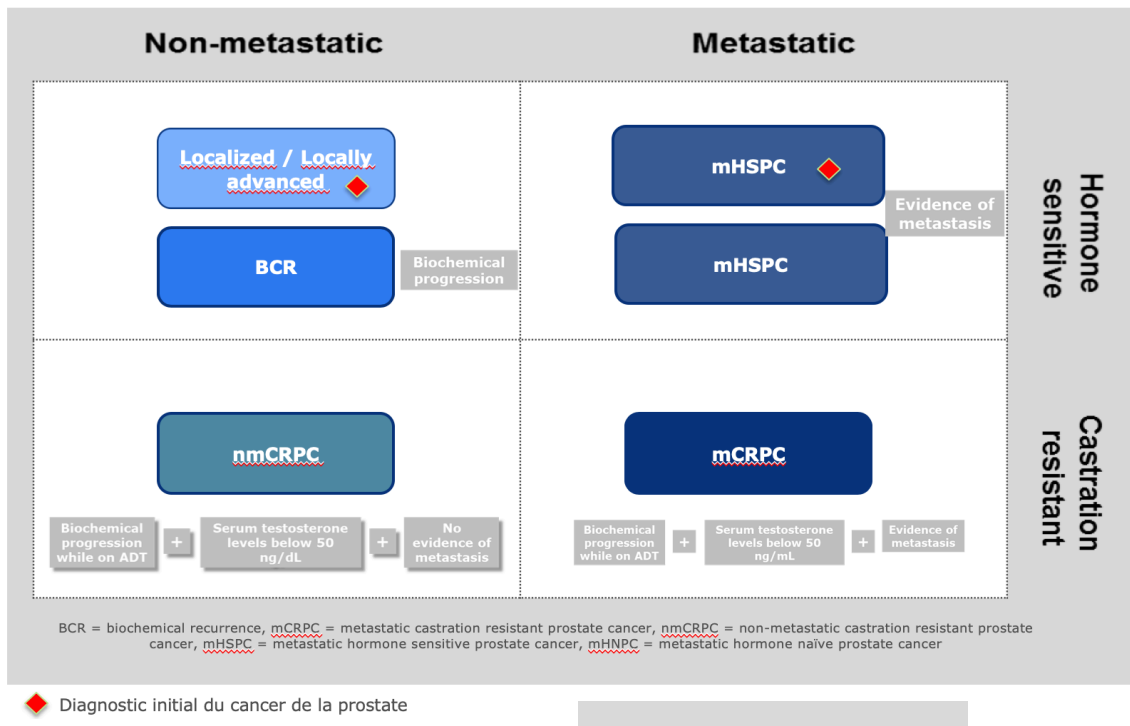 Non-metastatic
Metastatic
Localized / Locally
advanced
mHSPC
Evidence of
metastasis
BCR
Biochemical
progression
mHSPC
Hormone
sensitive
nmCRPC
mCRPC
Biochemical
progression
while on ADT
+
Serum testosterone
levels below 50
ng/dL
+
No
evidence of
metastasis
Biochemical
progression
while on ADT
+
Serum testosterone
levels below 50
ng/mL
+
Evidence of
metastasis
Castration
resistant
BCR = biochemical recurrence, mCRPC = metastatic castration resistant prostate cancer, nmCRPC = non-metastatic castration resistant prostate
cancer, mHSPC = metastatic hormone sensitive prostate cancer, mHNPC = metastatic hormone naïve prostate cancer
Diagnostic initial du cancer de la prostate